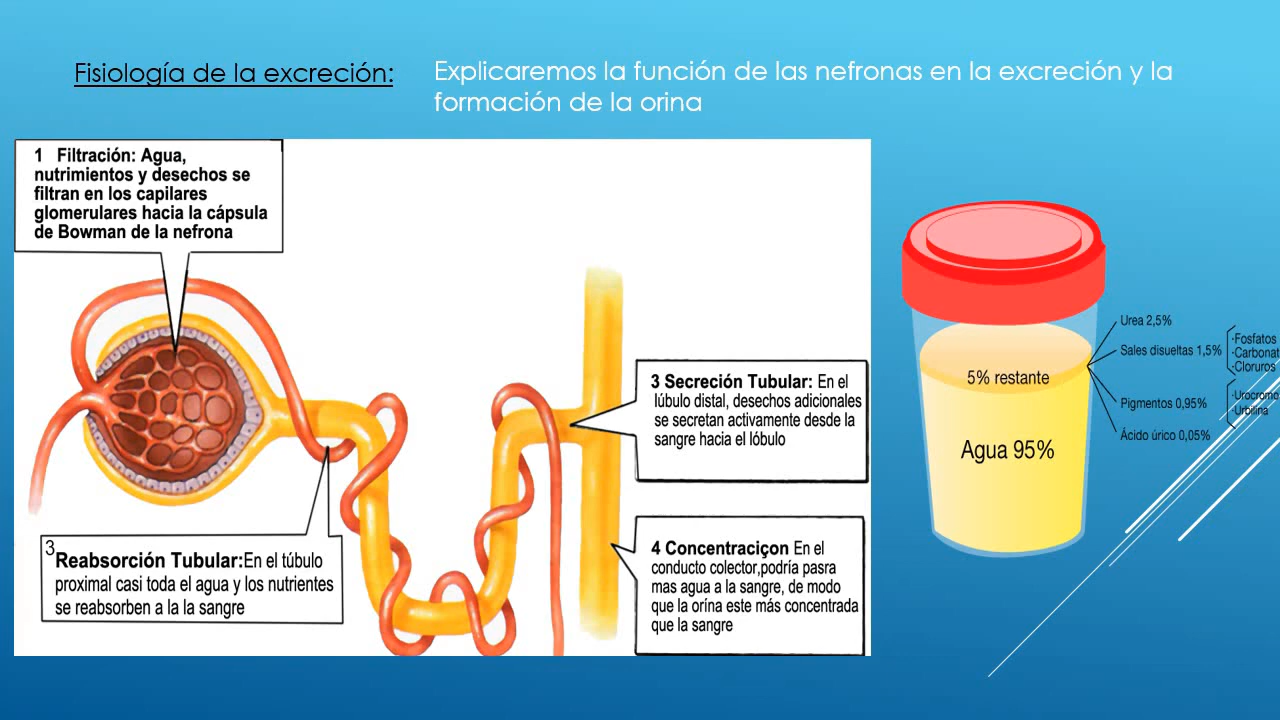 Fisiología de la excreción:
Explicaremos la función de las nefronas en la excreción y la
formación de la orina
1 Filtración: Agua,
nutrimientos y desechos se
filtran en los capilares
glomerulares hacia la cápsula
de Bowman de la nefrona
3
Reabsorción Tubular:En el túbulo
proximal casi toda el agua y los nutrientes
se reabsorben a la la sangre
3 Secreción Tubular: En el
lúbulo distal, desechos adicionales
se secretan activamente desde la
sangre hacia el lóbulo
4 Concentraciçon En el
conducto colector,podría pasra
mas agua a la sangre, de modo
que la orína este más concentrada
que la sangre
5% restante
Agua 95%
Urea 2,5%
Sales disueltas 1,5%
·Fosfatos
·Carbonat
·Cloruros
Pigmentos 0,95%
·Urocromo
·Urbilina
Ácido úrico 0,05%